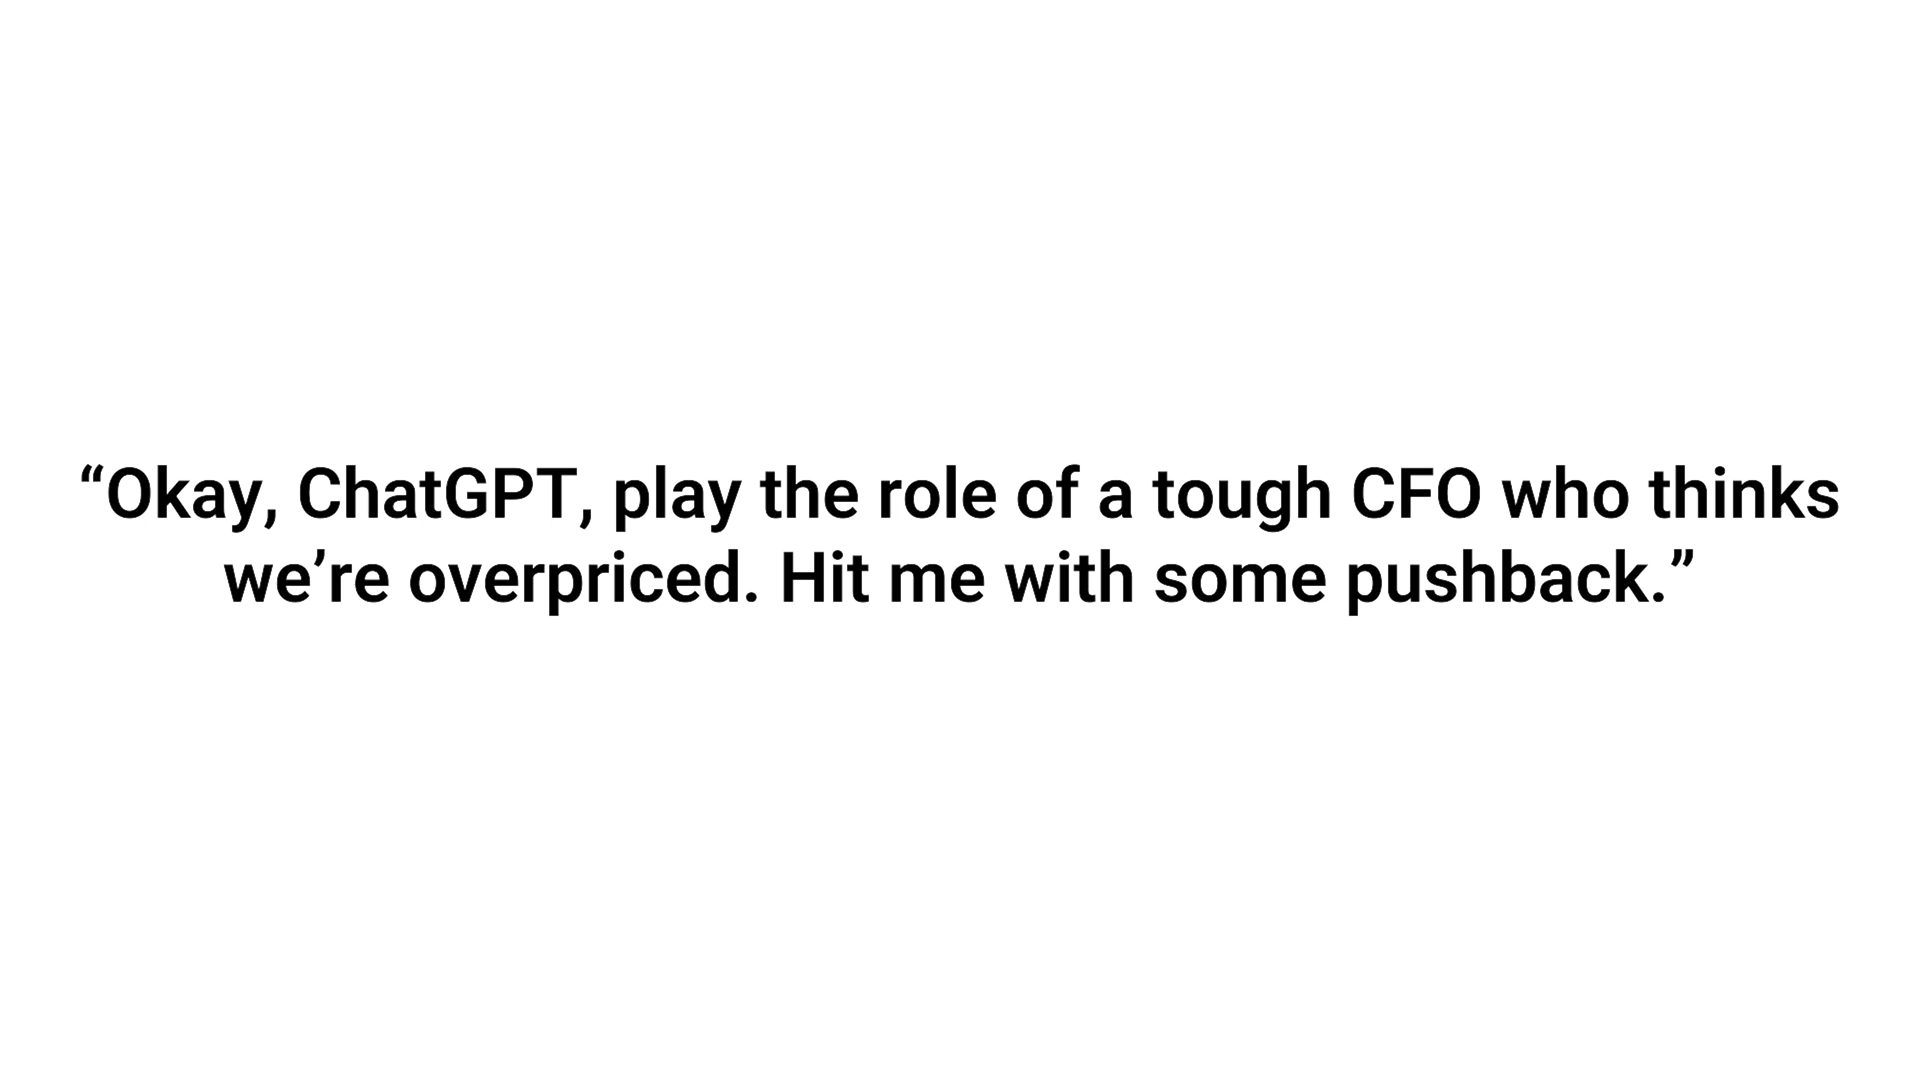 “Okay, ChatGPT, play the role of a tough CFO who thinks
we’re overpriced. Hit me with some pushback.”